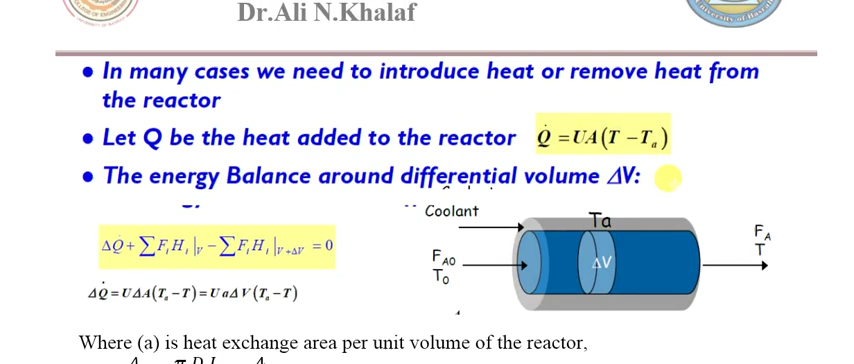 Dr.Ali N.Khalaf
• In many cases we need to introduce heat or remove heat from
the reactor
• Let Q be the heat added to the reactor Q̇ = UA(T − Tₐ)
• The energy Balance around differential volume ΔV:
Coolant
Ta
ΔQ̇ + ∑FᵢHᵢ|V − ∑FᵢHᵢ|V+ΔV = 0
FA0
T0
ΔV
FA
T
ΔQ̇ = UΔA(Tₐ − T) = UaΔV(Tₐ − T)
Where (a) is heat exchange area per unit volume of the reactor,